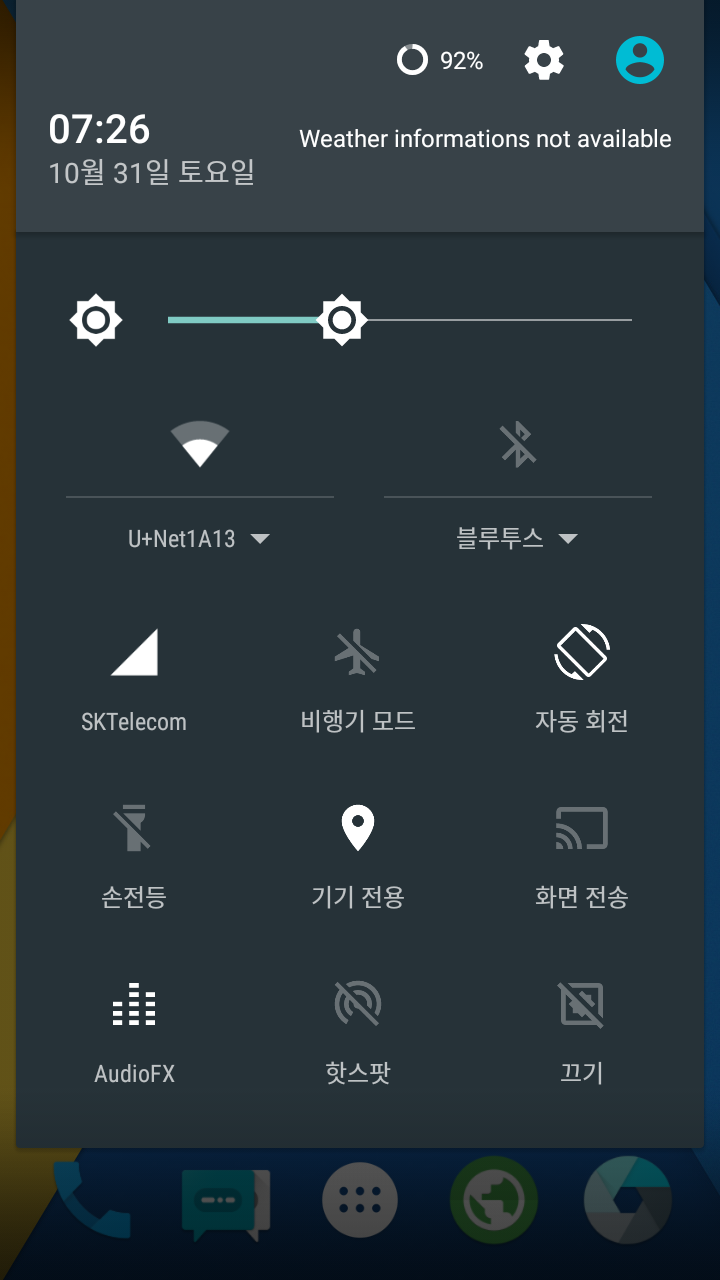 92%
07:26
Weather informations not available
10월 31일 토요일
U+Net1A13
블루투스
SKTelecom
비행기 모드
자동 회전
손전등
기기 전용
화면 전송
AudioFX
핫스팟
끄기